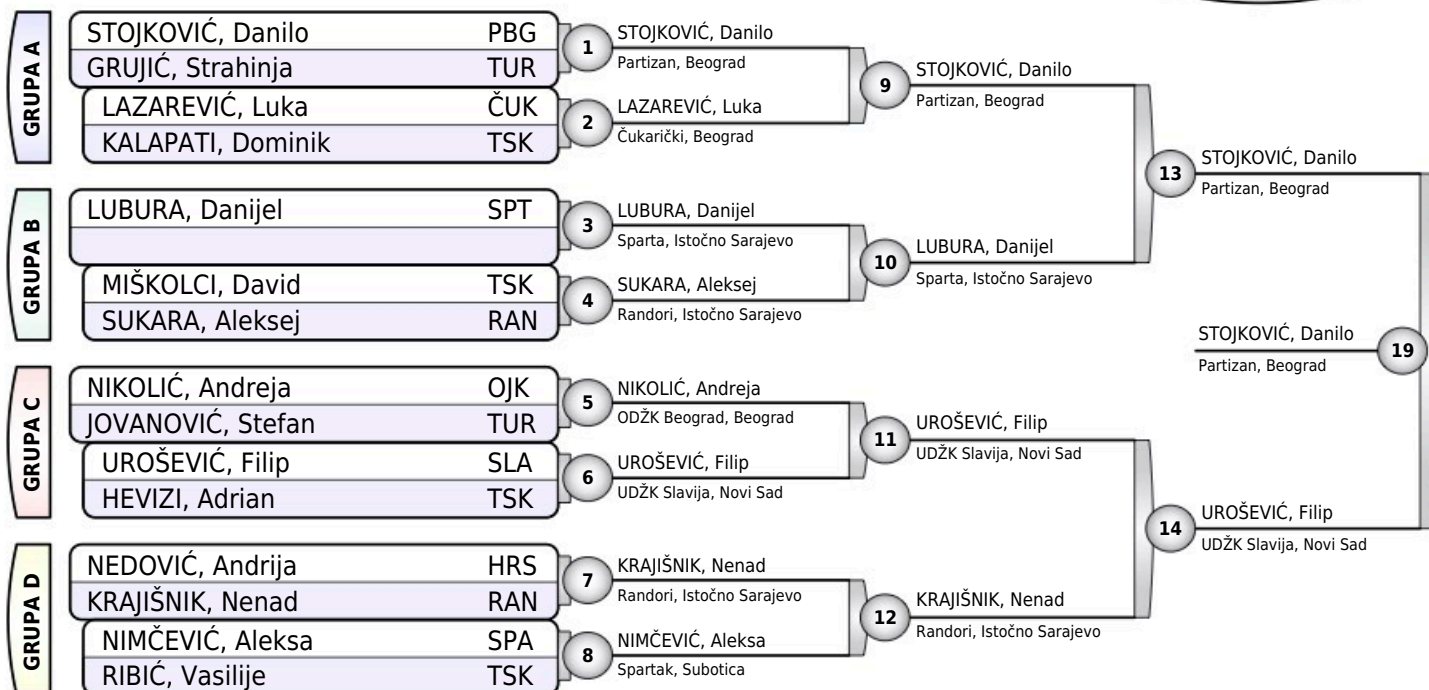 GRUPA A
STOJKOVIĆ, Danilo PBG
GRUJIĆ, Strahinja TUR
LAZAREVIĆ, Luka ČUK
KALAPATI, Dominik TSK
GRUPA B
LUBURA, Danijel SPT
MIŠKOLCI, David TSK
SUKARA, Aleksej RAN
GRUPA C
NIKOLIĆ, Andreja OJK
JOVANOVIĆ, Stefan TUR
UROŠEVIĆ, Filip SLA
HEVIZI, Adrian TSK
GRUPA D
NEDOVIĆ, Andrija HRS
KRAJIŠNIK, Nenad RAN
NIMČEVIĆ, Aleksa SPA
RIBIĆ, Vasilije TSK
1
STOJKOVIĆ, Danilo
Partizan, Beograd
2
LAZAREVIĆ, Luka
Čukarički, Beograd
3
LUBURA, Danijel
Sparta, Istočno Sarajevo
4
SUKARA, Aleksej
Randori, Istočno Sarajevo
5
NIKOLIĆ, Andreja
ODŽK Beograd, Beograd
6
UROŠEVIĆ, Filip
UDŽK Slavija, Novi Sad
7
KRAJIŠNIK, Nenad
Randori, Istočno Sarajevo
8
NIMČEVIĆ, Aleksa
Spartak, Subotica
9
STOJKOVIĆ, Danilo
Partizan, Beograd
10
LUBURA, Danijel
Sparta, Istočno Sarajevo
11
UROŠEVIĆ, Filip
UDŽK Slavija, Novi Sad
12
KRAJIŠNIK, Nenad
Randori, Istočno Sarajevo
13
STOJKOVIĆ, Danilo
Partizan, Beograd
14
UROŠEVIĆ, Filip
UDŽK Slavija, Novi Sad
STOJKOVIĆ, Danilo
Partizan, Beograd
19